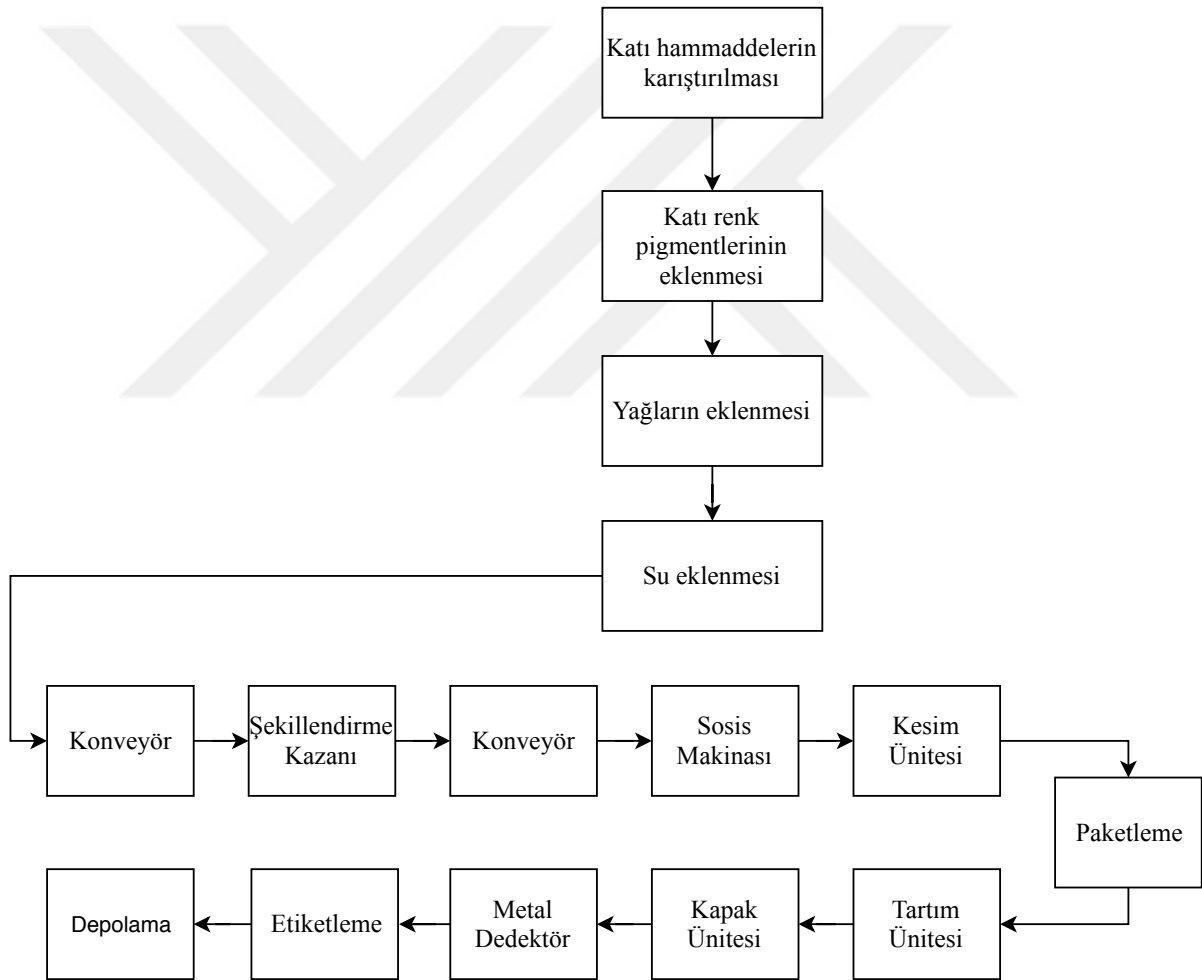 Katı hammaddelerin
karıştırılması
Katı renk
pigmentlerinin
eklenmesi
Yağların eklenmesi
Su eklenmesi
Konveyör
Şekillendirme
Kazanı
Konveyör
Sosis
Makinası
Kesim
Ünitesi
Paketleme
Tartım
Ünitesi
Kapak
Ünitesi
Metal
Dedektör
Etiketleme
Depolama